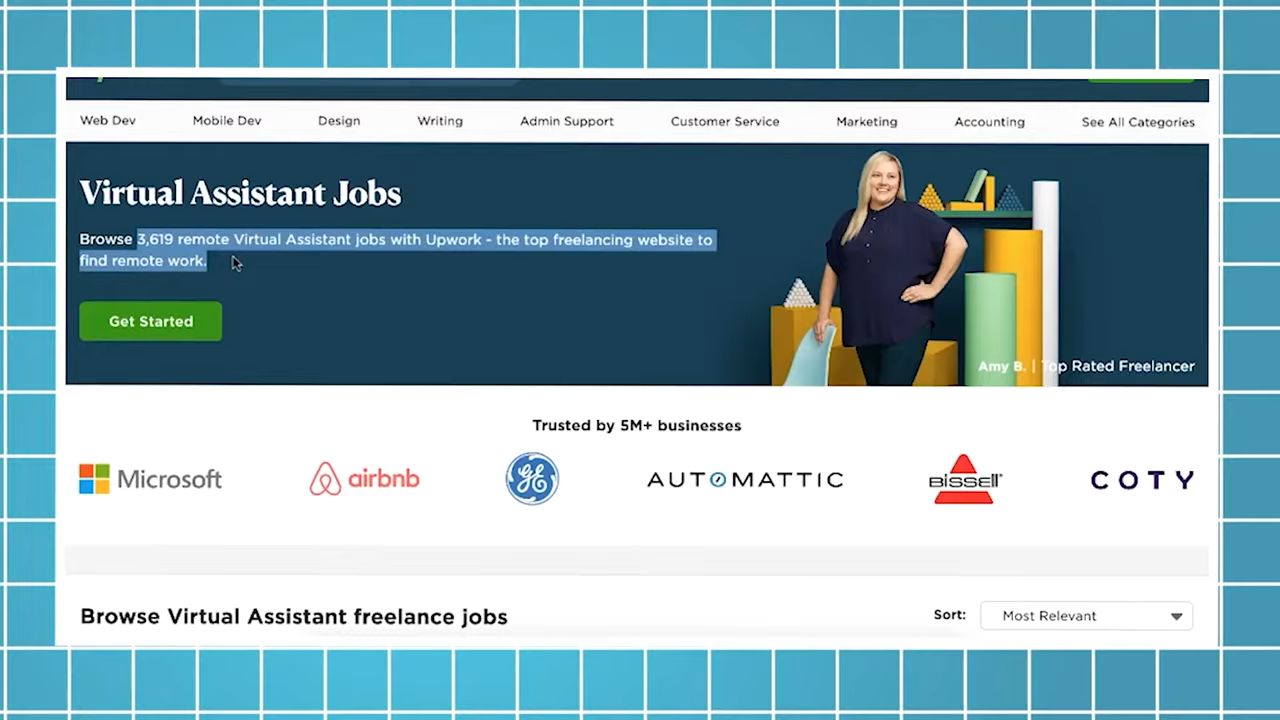 Web Dev Mobile Dev Design Writing Admin Support Customer Service Marketing Accounting See All Categories
Virtual Assistant Jobs
Browse 3,619 remote Virtual Assistant jobs with Upwork - the top freelancing website to
find remote work.
Get Started
Amy B. | Top Rated Freelancer
Trusted by 5M+ businesses
Microsoft airbnb GE AUTOMATTIC BISSELL COTY
Browse Virtual Assistant freelance jobs
Sort: Most Relevant